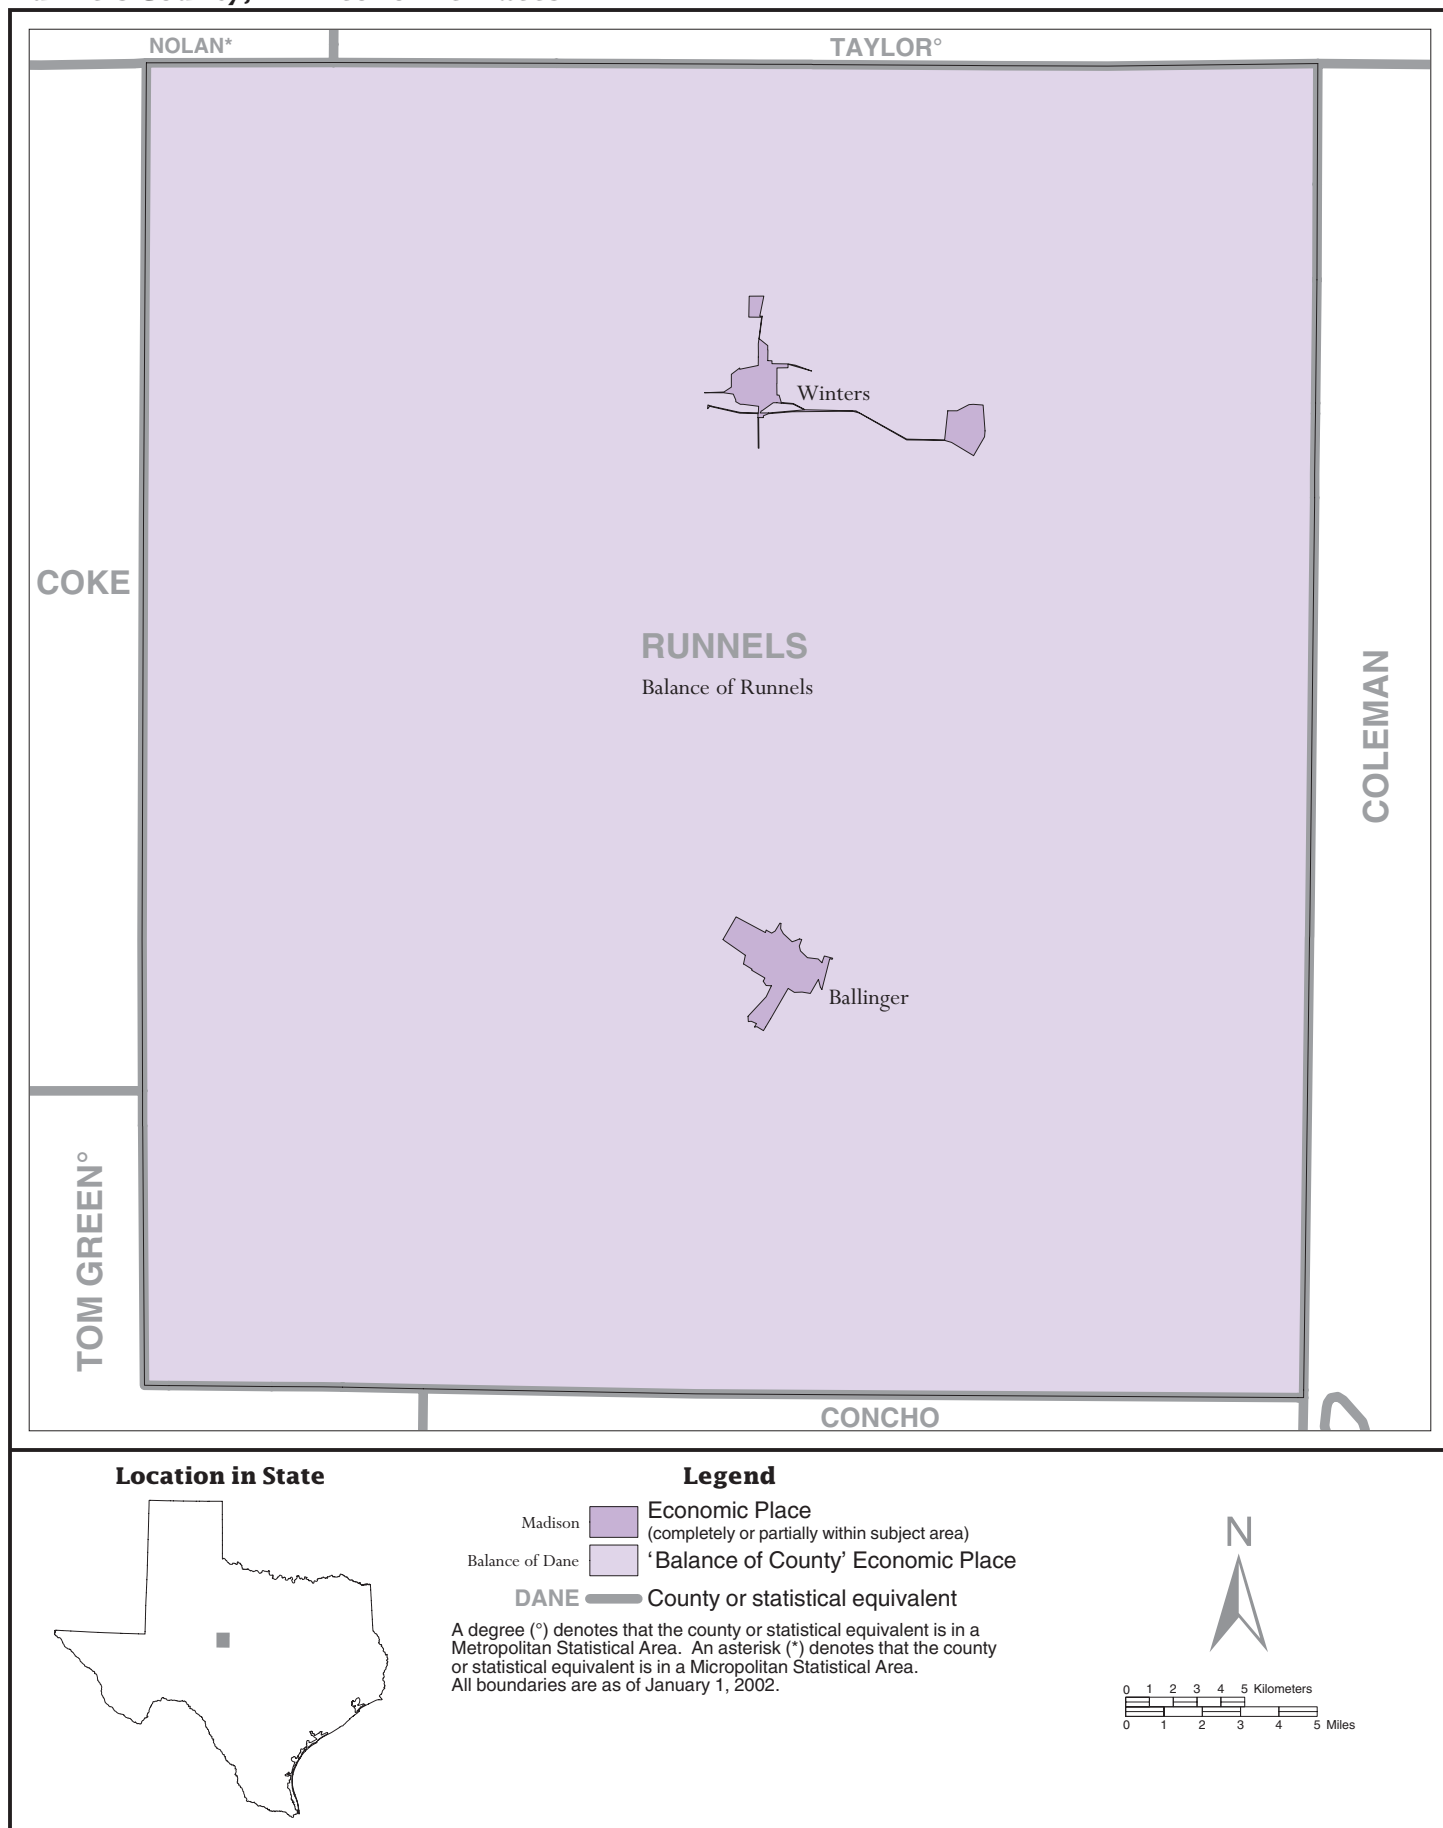 NOLAN*
TAYLOR°
Winters
COKE
RUNNELS
Balance of Runnels
COLEMAN
Ballinger
TOM GREEN°
CONCHO
Location in State
Legend
Madison
Economic Place
(completely or partially within subject area)
Balance of Dane
‘Balance of County’ Economic Place
DANE
County or statistical equivalent
A degree (°) denotes that the county or statistical equivalent is in a
Metropolitan Statistical Area. An asterisk (*) denotes that the county
or statistical equivalent is in a Micropolitan Statistical Area.
All boundaries are as of January 1, 2002.
N
0 1 2 3 4 5 Kilometers
0 1 2 3 4 5 Miles